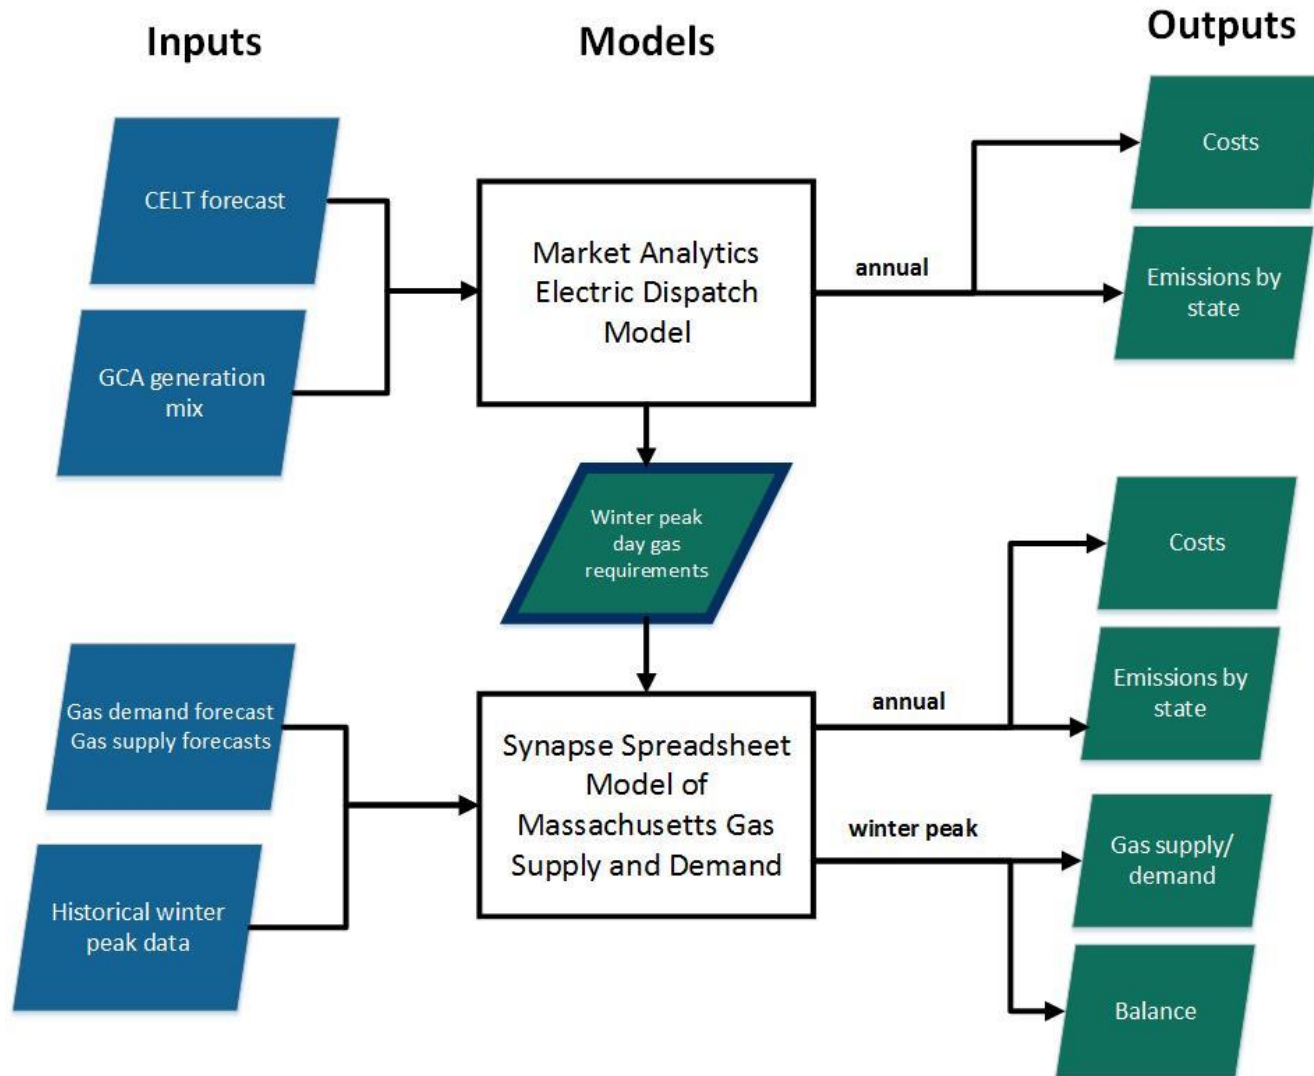 Inputs
Models
Outputs
CELT forecast
GCA generation
mix
Market Analytics
Electric Dispatch
Model
annual
Costs
Emissions by
state
Winter peak
day gas
requirements
Gas demand forecast
Gas supply forecasts
Historical winter
peak data
Synapse Spreadsheet
Model of
Massachusetts Gas
Supply and Demand
annual
winter peak
Costs
Emissions by
state
Gas supply/
demand
Balance